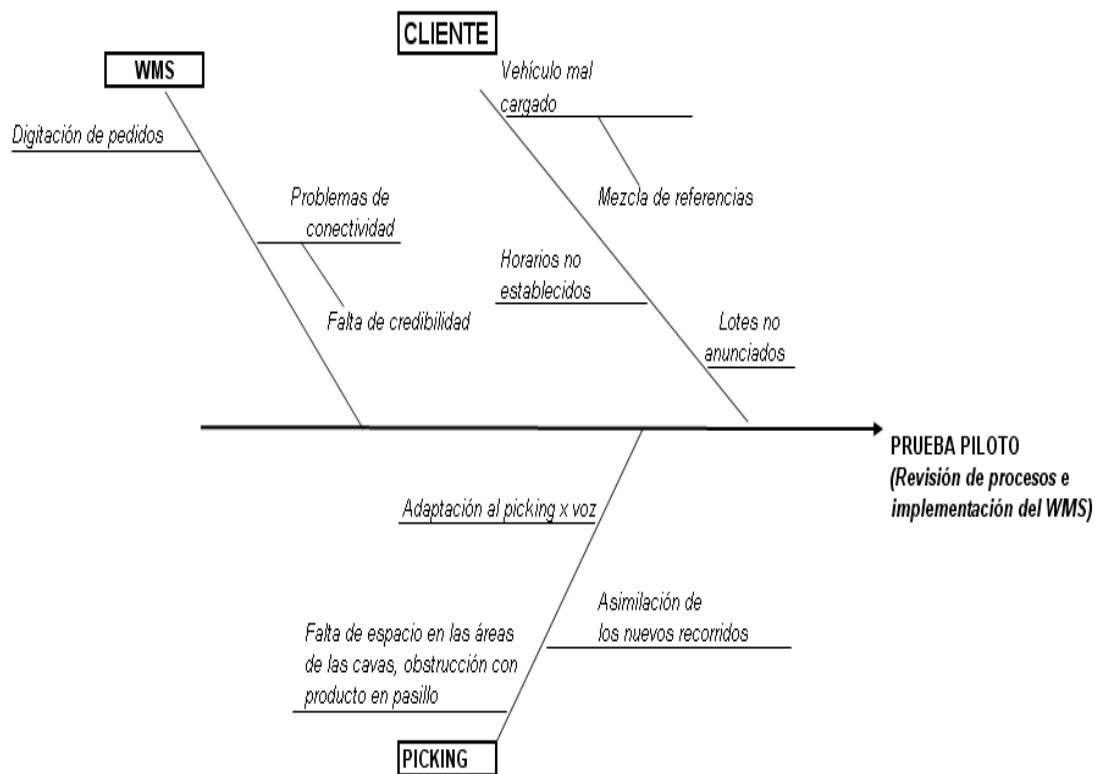 CLIENTE
WMS
Vehículo mal
cargado
Digitación de pedidos
Mezcla de referencias
Problemas de
conectividad
Horarios no
establecidos
Falta de credibilidad
Lotes no
anunciados
PRUEBA PILOTO
(Revisión de procesos e
implementación del WMS)
Adaptación al picking x voz
Asimilación de
los nuevos recorridos
Falta de espacio en las áreas
de las cavas, obstrucción con
producto en pasillo
PICKING